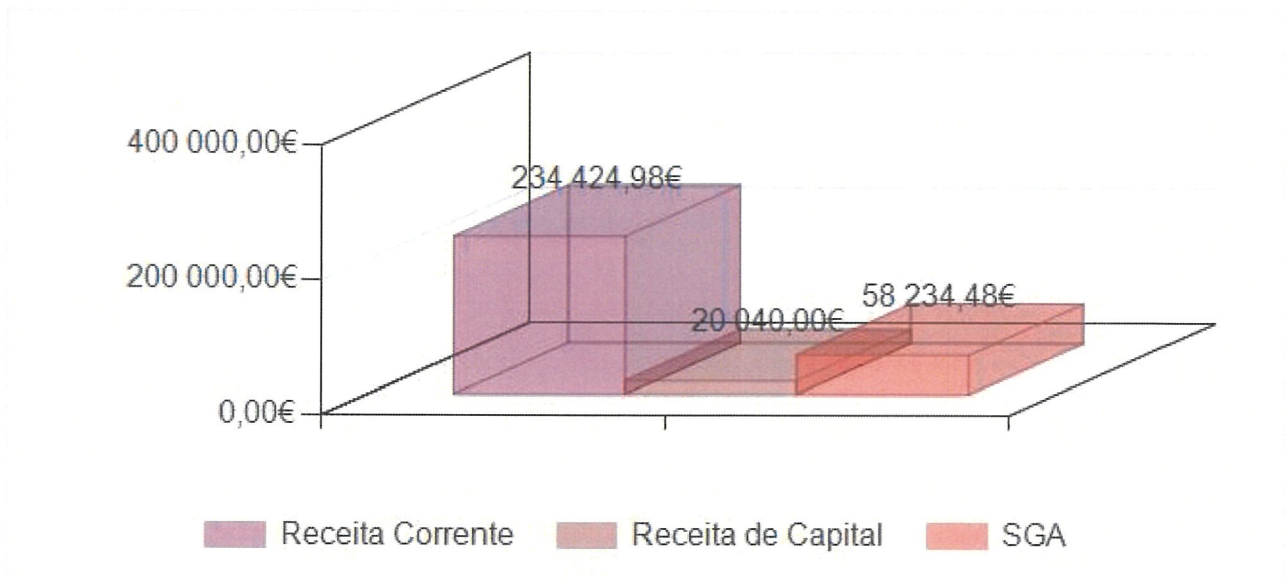 400 000,00€
234 424,98€
200 000,00€
58 234,48€
20 040,00€
0,00€
Receita Corrente
Receita de Capital
SGA